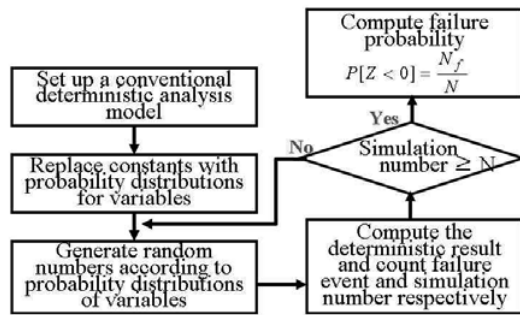 Set up a conventional
deterministic analysis
model
Replace constants with
probability distributions
for variables
Generate random
numbers according to
probability distributions
of variables
Compute the
deterministic result
and count failure
event and simulation
number respectively
Simulation
number ≥ N
No
Yes
Compute failure
probability
P[Z < 0] = N_f / N